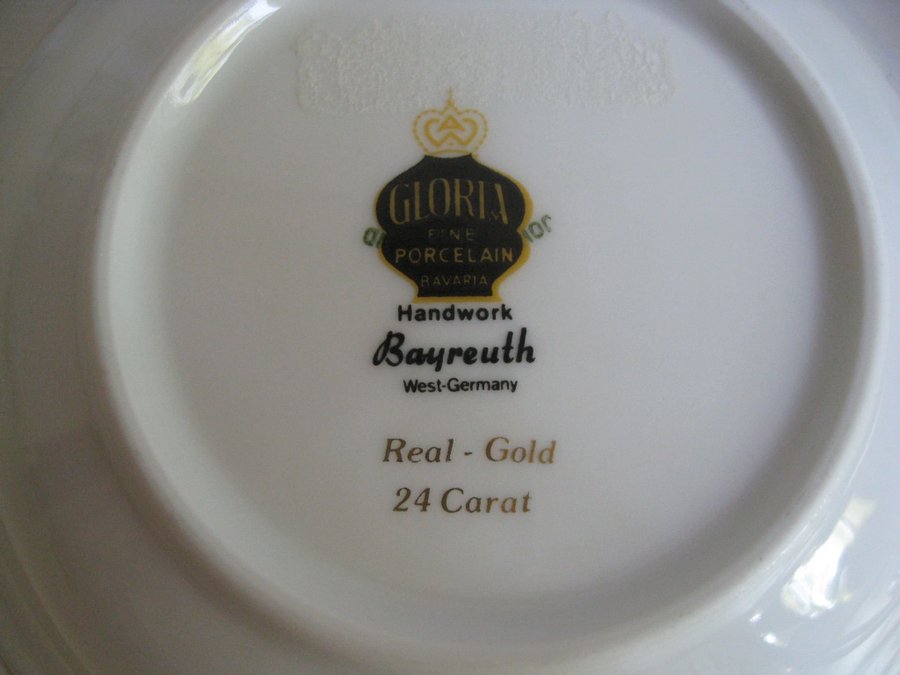 GLORIA
FINE
PORCELAIN
BAVARIA
Handwork
Bayreuth
West-Germany
Real - Gold
24 Carat